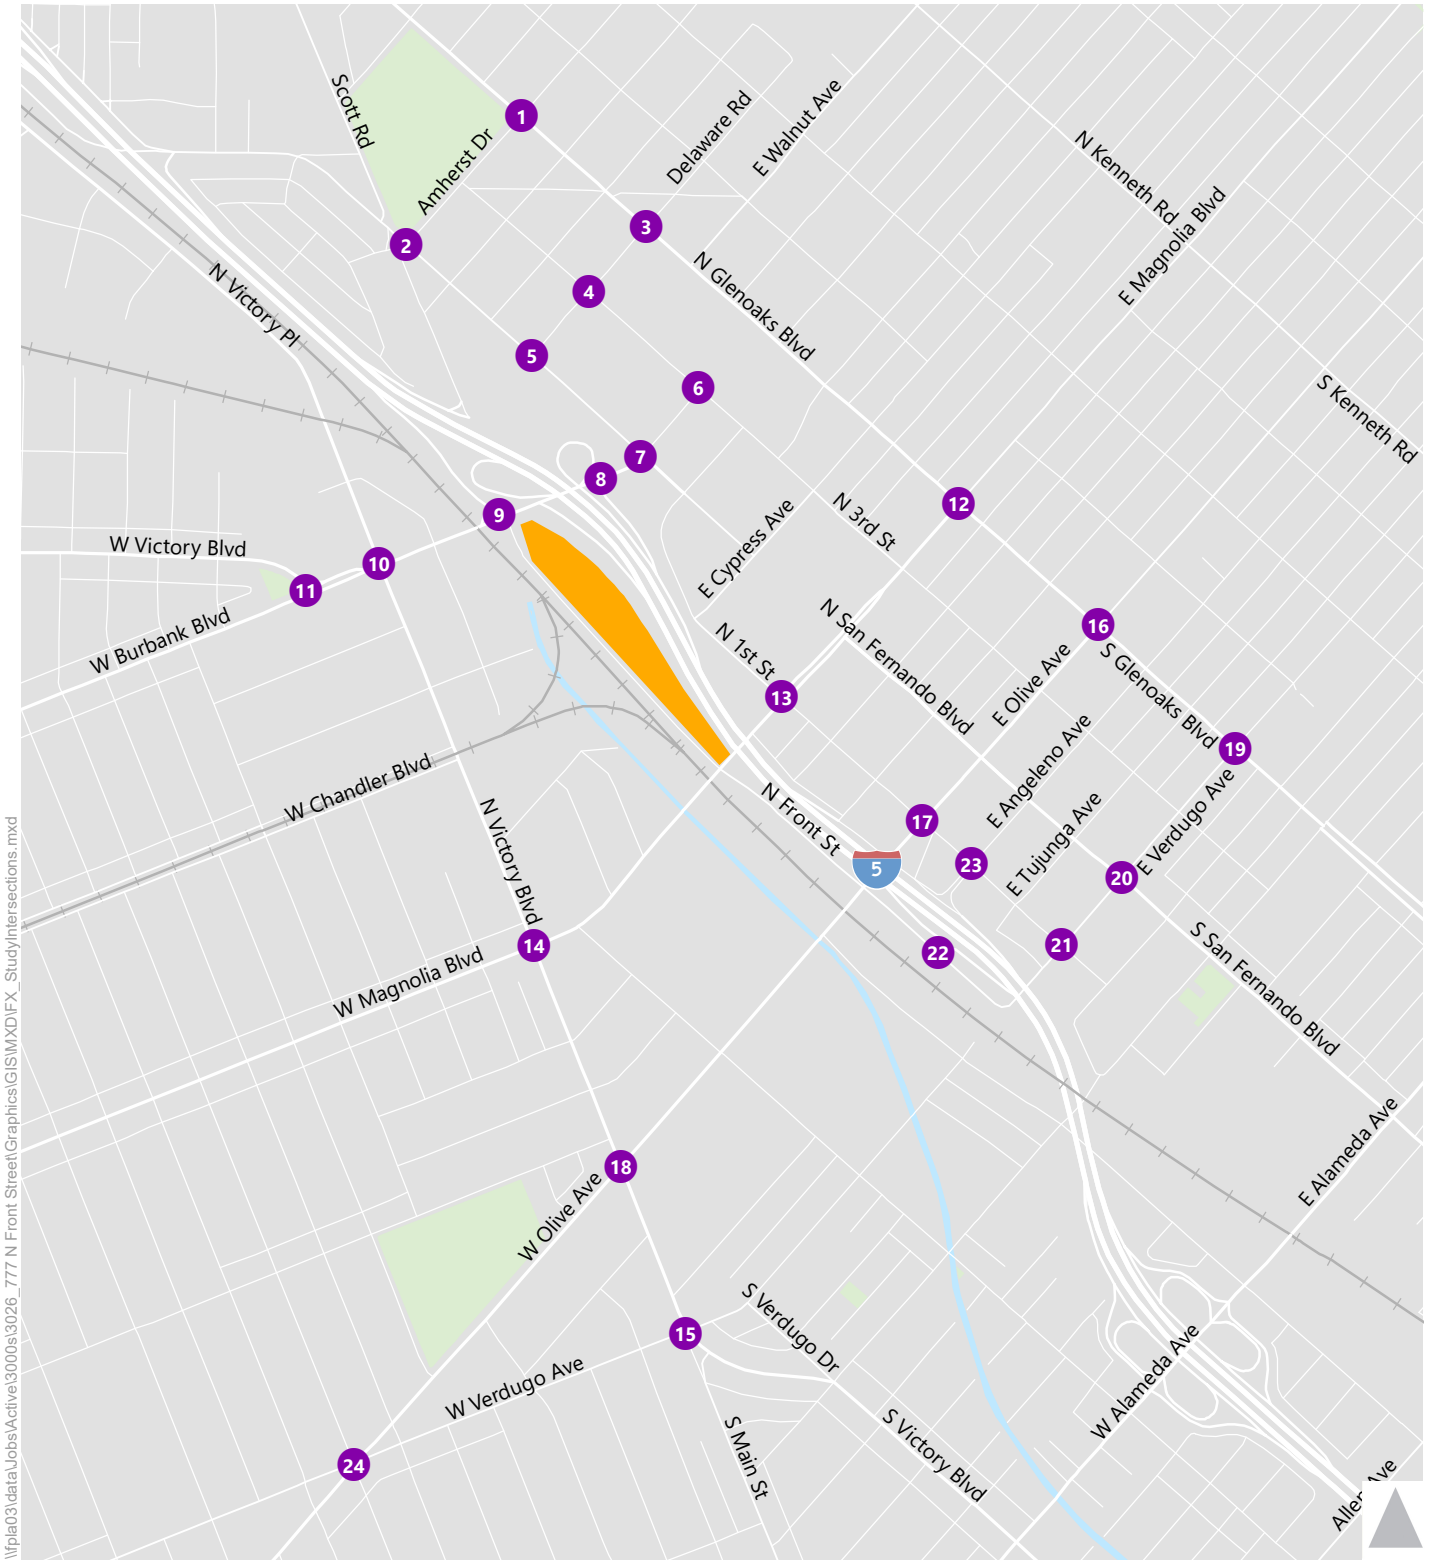 Scott Rd
Amherst Dr
1
Delaware Rd
E Walnut Ave
N Kenneth Rd
E Magnolia Blvd
2
3
N Victory Pl
4
N Glenoaks Blvd
5
6
S Kenneth Rd
7
8
9
12
N 3rd St
E Cypress Ave
W Victory Blvd
10
11
W Burbank Blvd
N 1st St
N San Fernando Blvd
16
E Olive Ave
S Glenoaks Blvd
13
19
W Chandler Blvd
N Victory Blvd
N Front St
E Angeleno Ave
E Tujunga Ave
E Verdugo Ave
17
5
23
20
14
22
21
W Magnolia Blvd
S San Fernando Blvd
18
W Olive Ave
E Alameda Ave
15
S Verdugo Dr
W Verdugo Ave
W Alameda Ave
S Main St
S Victory Blvd
24
\\fpla03\data\Jobs\Active\3000s\3026_777 N Front Street\Graphics\GIS\MXD\FX_StudyIntersections.mxd